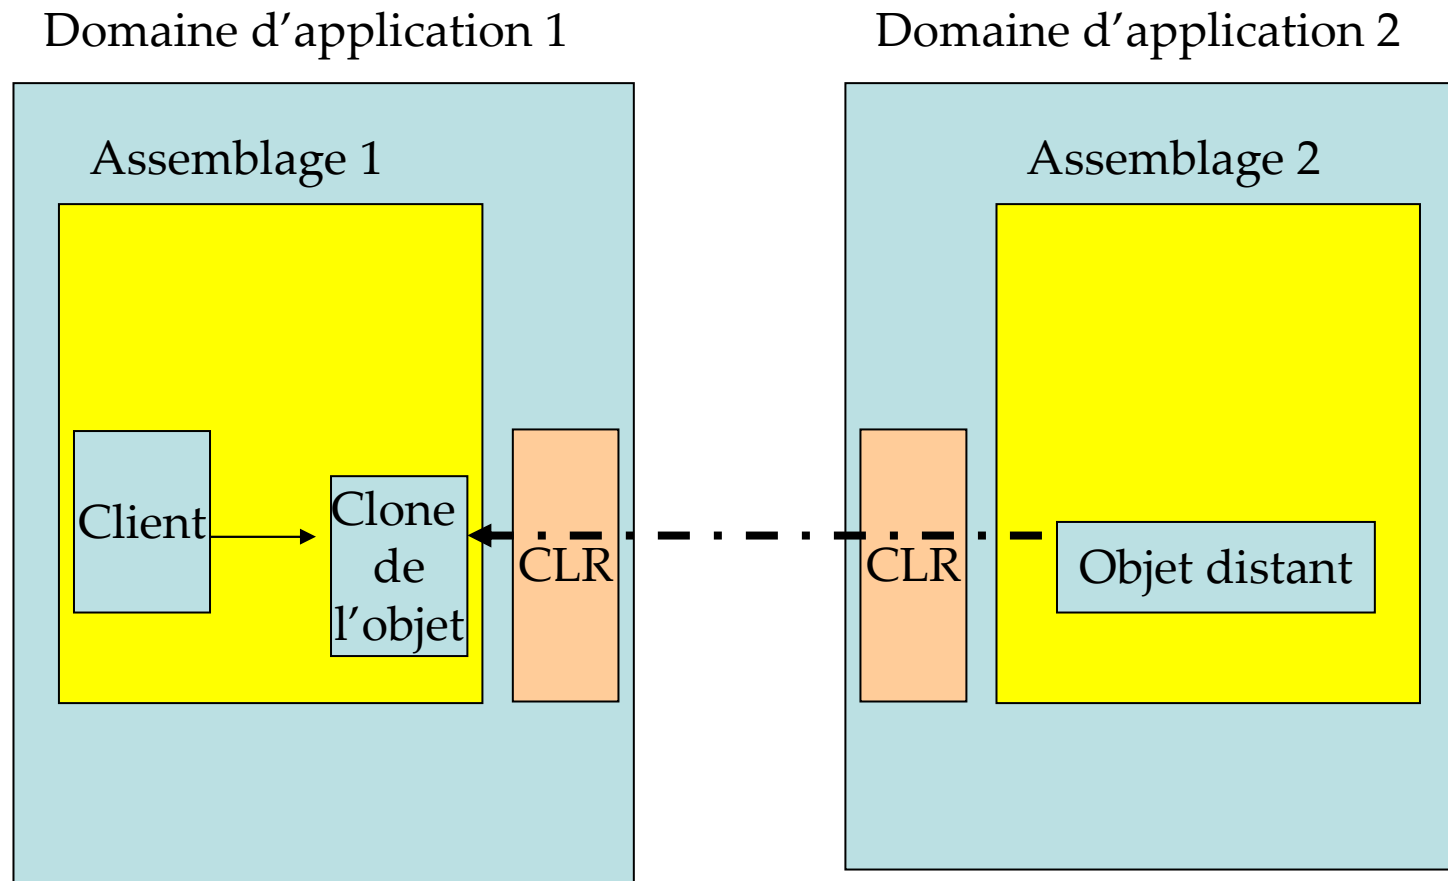 Domaine d’application 1
Domaine d’application 2
Assemblage 1
Assemblage 2
Client
Clone
de
l’objet
CLR
CLR
Objet distant